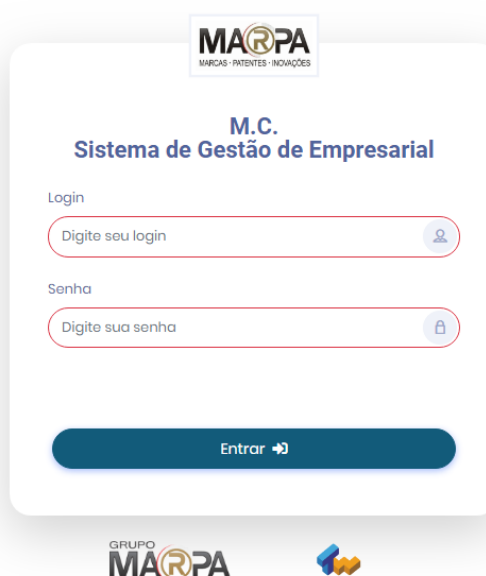 MARPA
MARCAS - PATENTES - INOVAÇÕES
M.C.
Sistema de Gestão de Empresarial
Login
Digite seu login
Senha
Digite sua senha
Entrar
GRUPO
MARPA